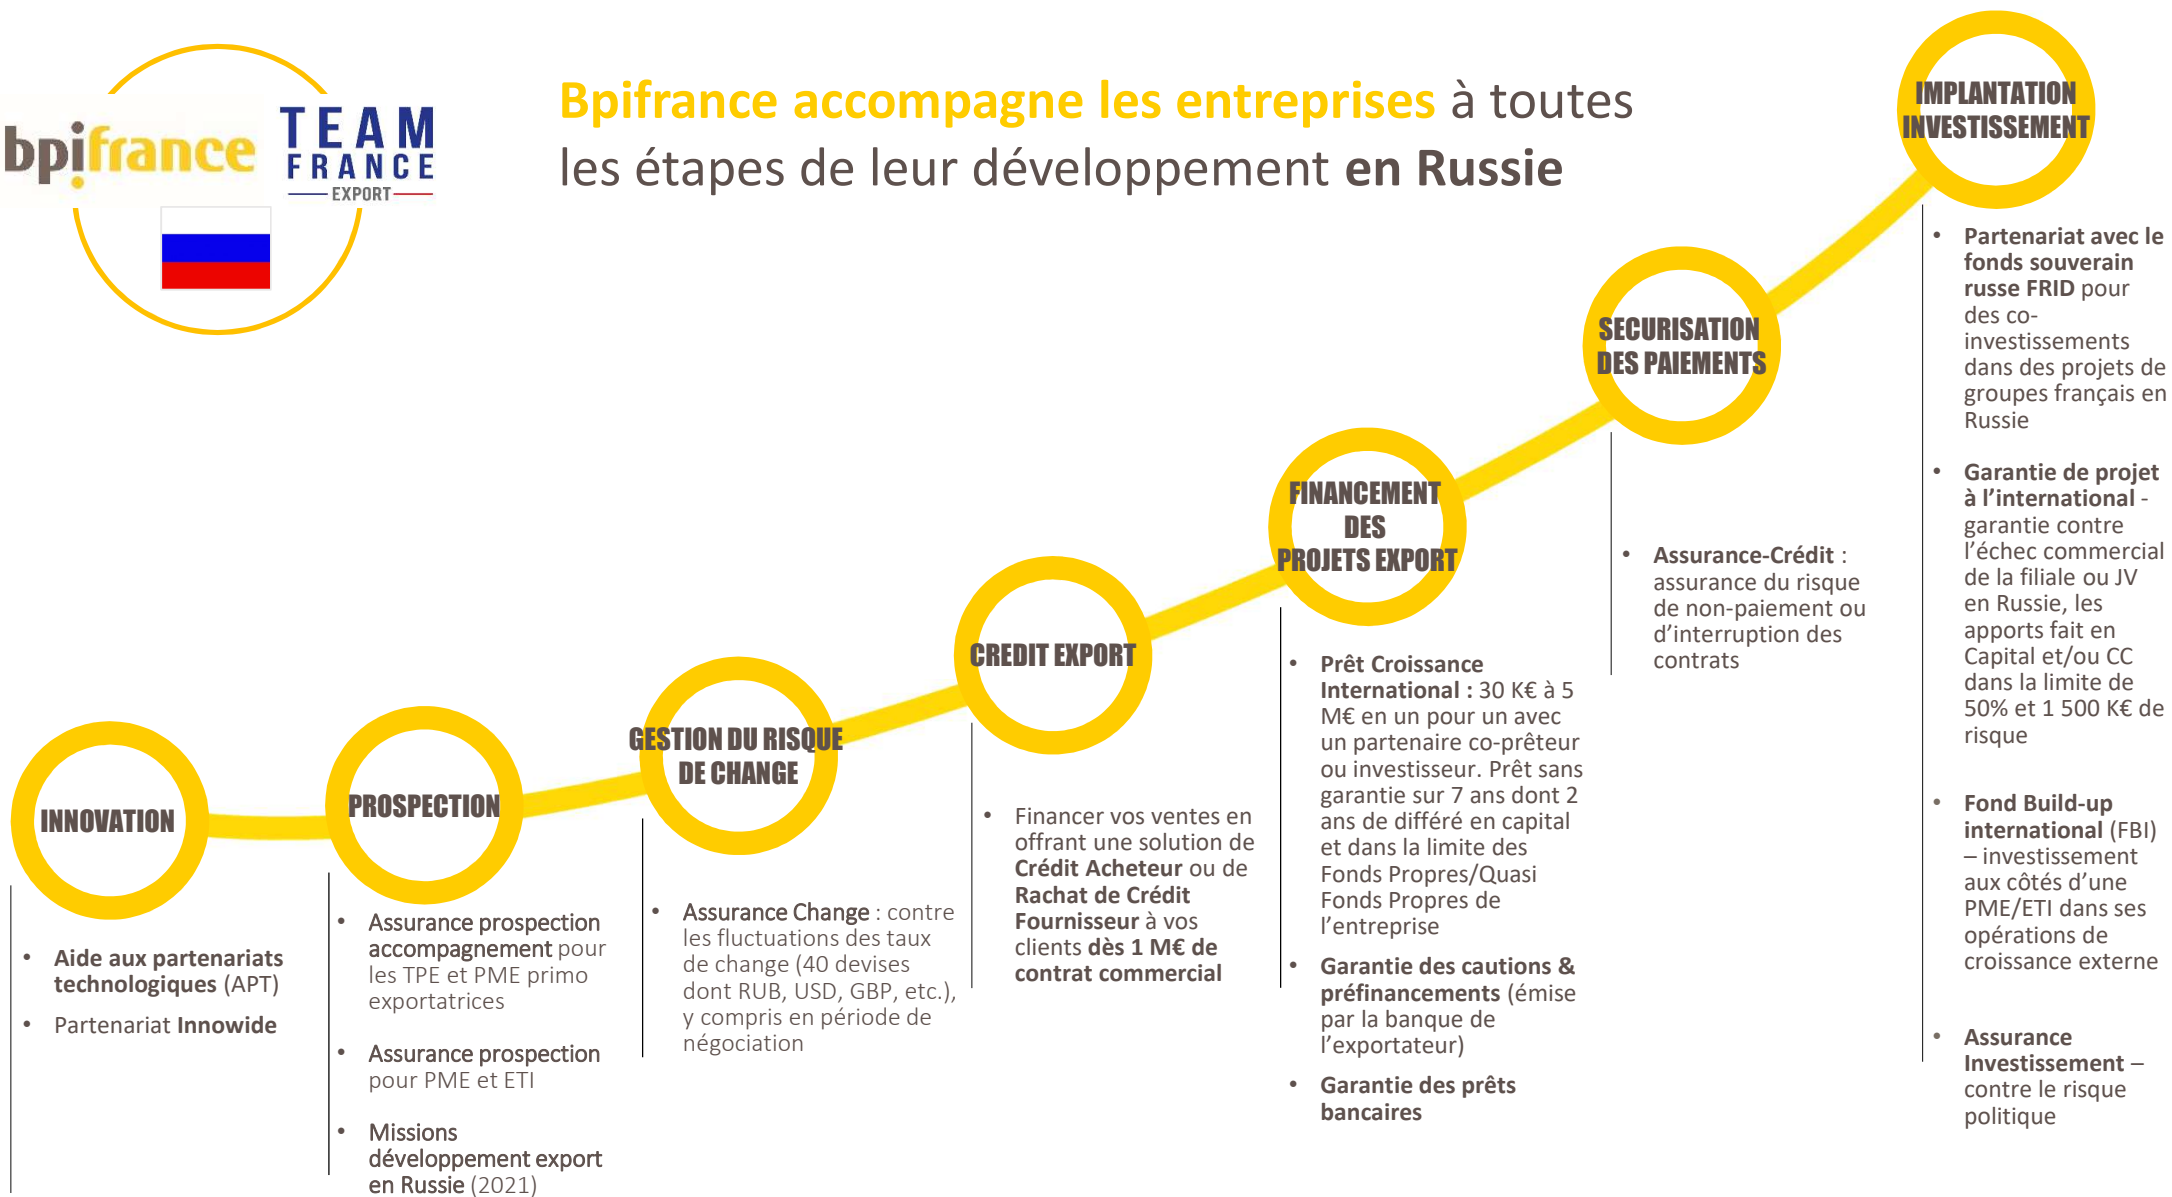 bpifrance
TEAM
FRANCE
EXPORT
Bpifrance accompagne les entreprises à toutes
les étapes de leur développement en Russie
INNOVATION
• Aide aux partenariats
technologiques (APT)
• Partenariat Innowide
PROSPECTION
• Assurance prospection
accompagnement pour
les TPE et PME primo
exportatrices
• Assurance prospection
pour PME et ETI
• Missions
développement export
en Russie (2021)
GESTION DU RISQUE
DE CHANGE
• Assurance Change : contre
les fluctuations des taux
de change (40 devises
dont RUB, USD, GBP, etc.),
y compris en période de
négociation
CREDIT EXPORT
• Financer vos ventes en
offrant une solution de
Crédit Acheteur ou de
Rachat de Crédit
Fournisseur à vos
clients dès 1 M€ de
contrat commercial
FINANCEMENT
DES
PROJETS EXPORT
• Prêt Croissance
International : 30 K€ à 5
M€ en un pour un avec
un partenaire co-prêteur
ou investisseur. Prêt sans
garantie sur 7 ans dont 2
ans de différé en capital
et dans la limite des
Fonds Propres/Quasi
Fonds Propres de
l’entreprise
• Garantie des cautions &
préfinancements (émise
par la banque de
l’exportateur)
• Garantie des prêts
bancaires
SECURISATION
DES PAIEMENTS
• Assurance-Crédit :
assurance du risque
de non-paiement ou
d’interruption des
contrats
IMPLANTATION
INVESTISSEMENT
• Partenariat avec le
fonds souverain
russe FRID pour
des co-
investissements
dans des projets de
groupes français en
Russie
• Garantie de projet
à l’international -
garantie contre
l’échec commercial
de la filiale ou JV
en Russie, les
apports fait en
Capital et/ou CC
dans la limite de
50% et 1 500 K€ de
risque
• Fond Build-up
international (FBI)
– investissement
aux côtés d’une
PME/ETI dans ses
opérations de
croissance externe
• Assurance
Investissement –
contre le risque
politique